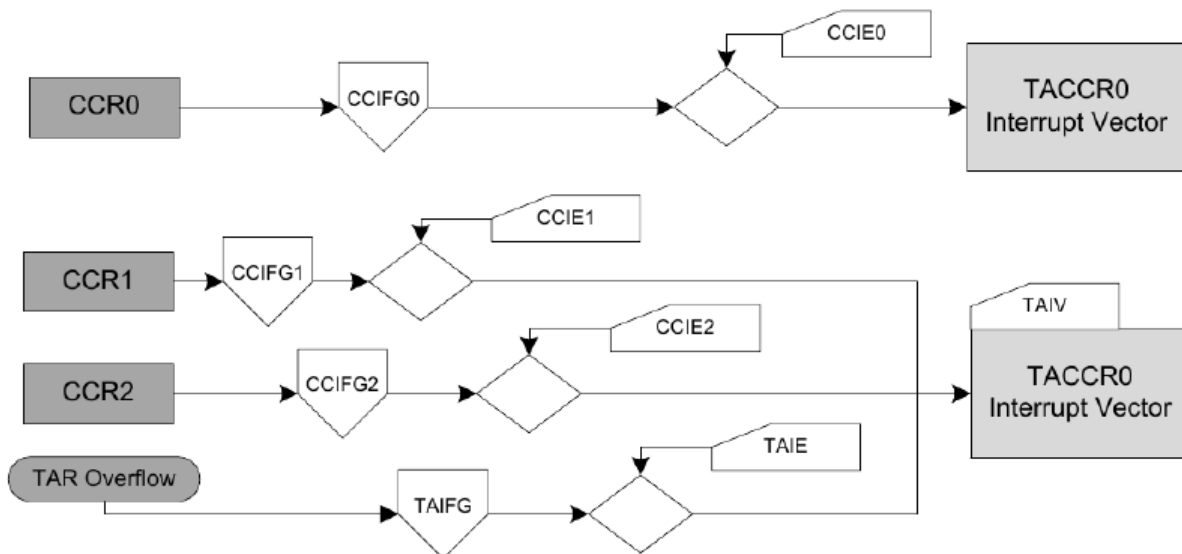 CCIE0
CCR0
CCIFG0
TACCR0
Interrupt Vector
CCIE1
CCR1
CCIFG1
TAIV
CCIE2
CCR2
CCIFG2
TACCR0
Interrupt Vector
TAIE
TAR Overflow
TAIFG